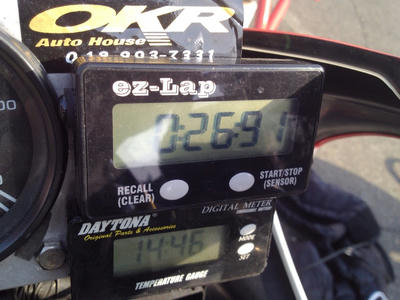 OKR
Auto House
ez-Lap
0:26:91
RECALL
(CLEAR)
START/STOP
(SENSOR)
DAYTONA
Original Parts & Accessories
DIGITAL METER
14:46
MODE
SET
TEMPERATURE GAUGE